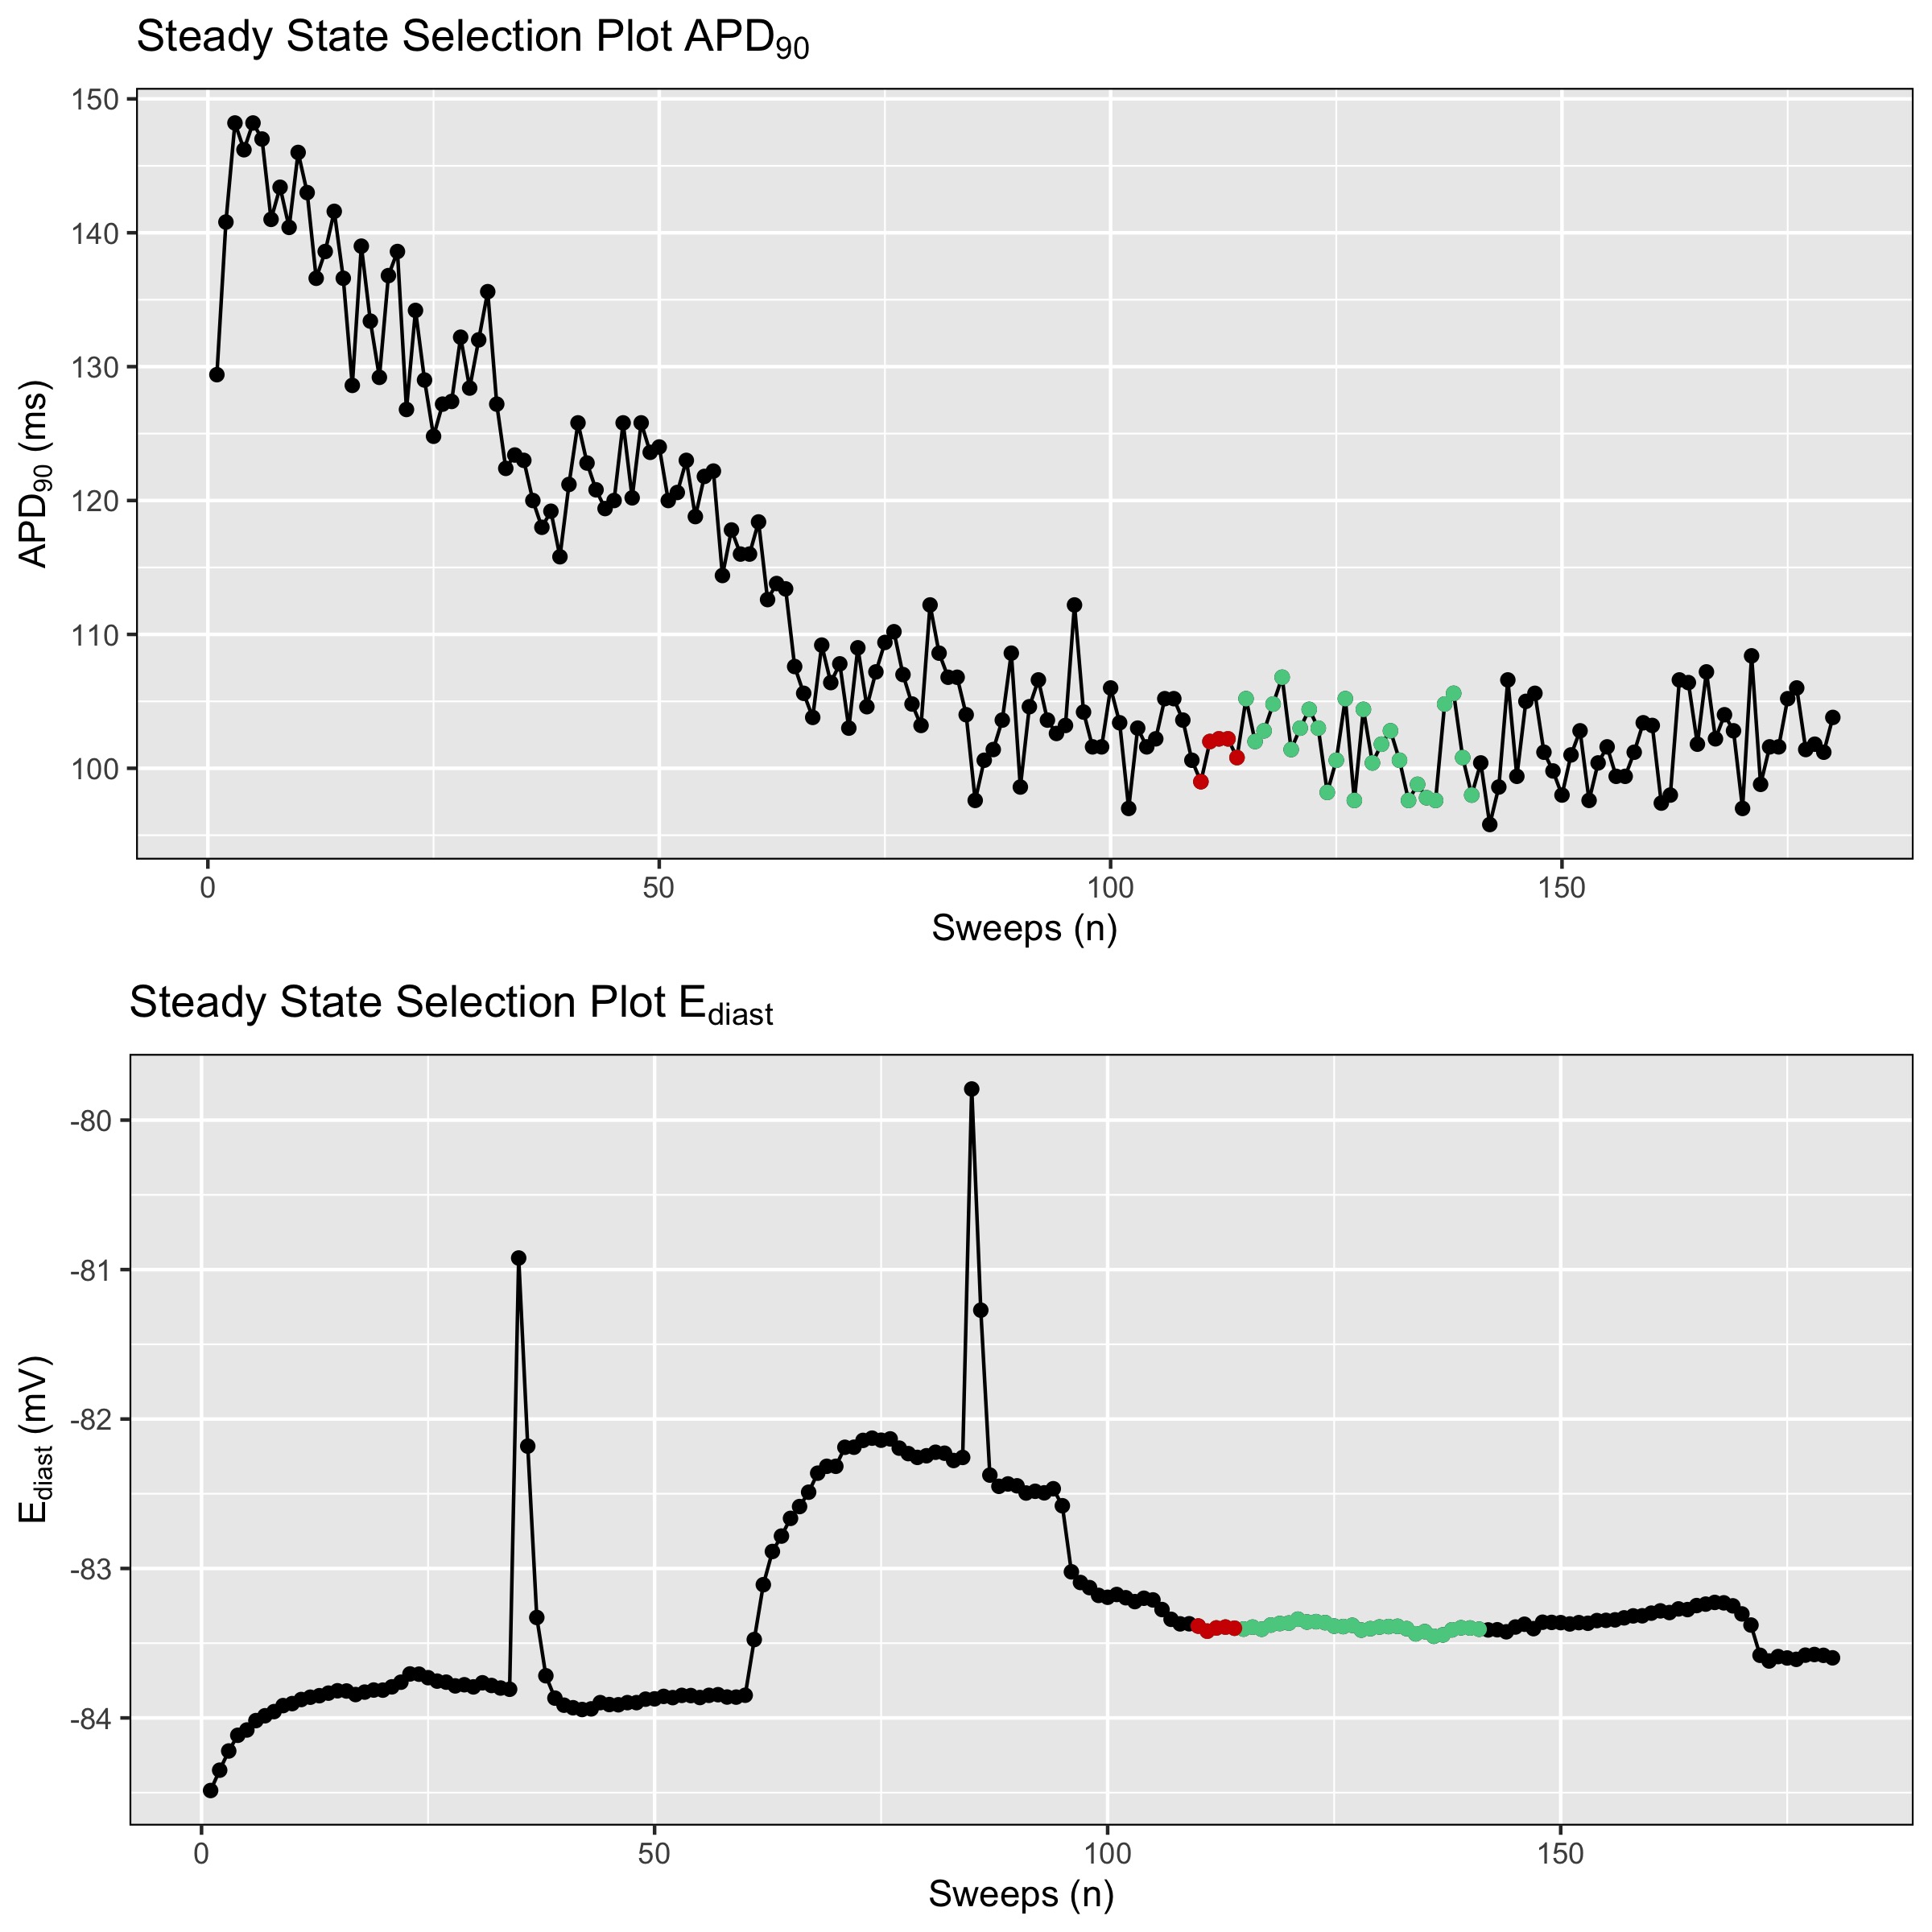 Steady State Selection Plot APD90
150
140
130
120
110
100
APD90 (ms)
0 50 100 150
Sweeps (n)
Steady State Selection Plot Ediast
-80
-81
-82
-83
-84
Ediast (mV)
0 50 100 150
Sweeps (n)